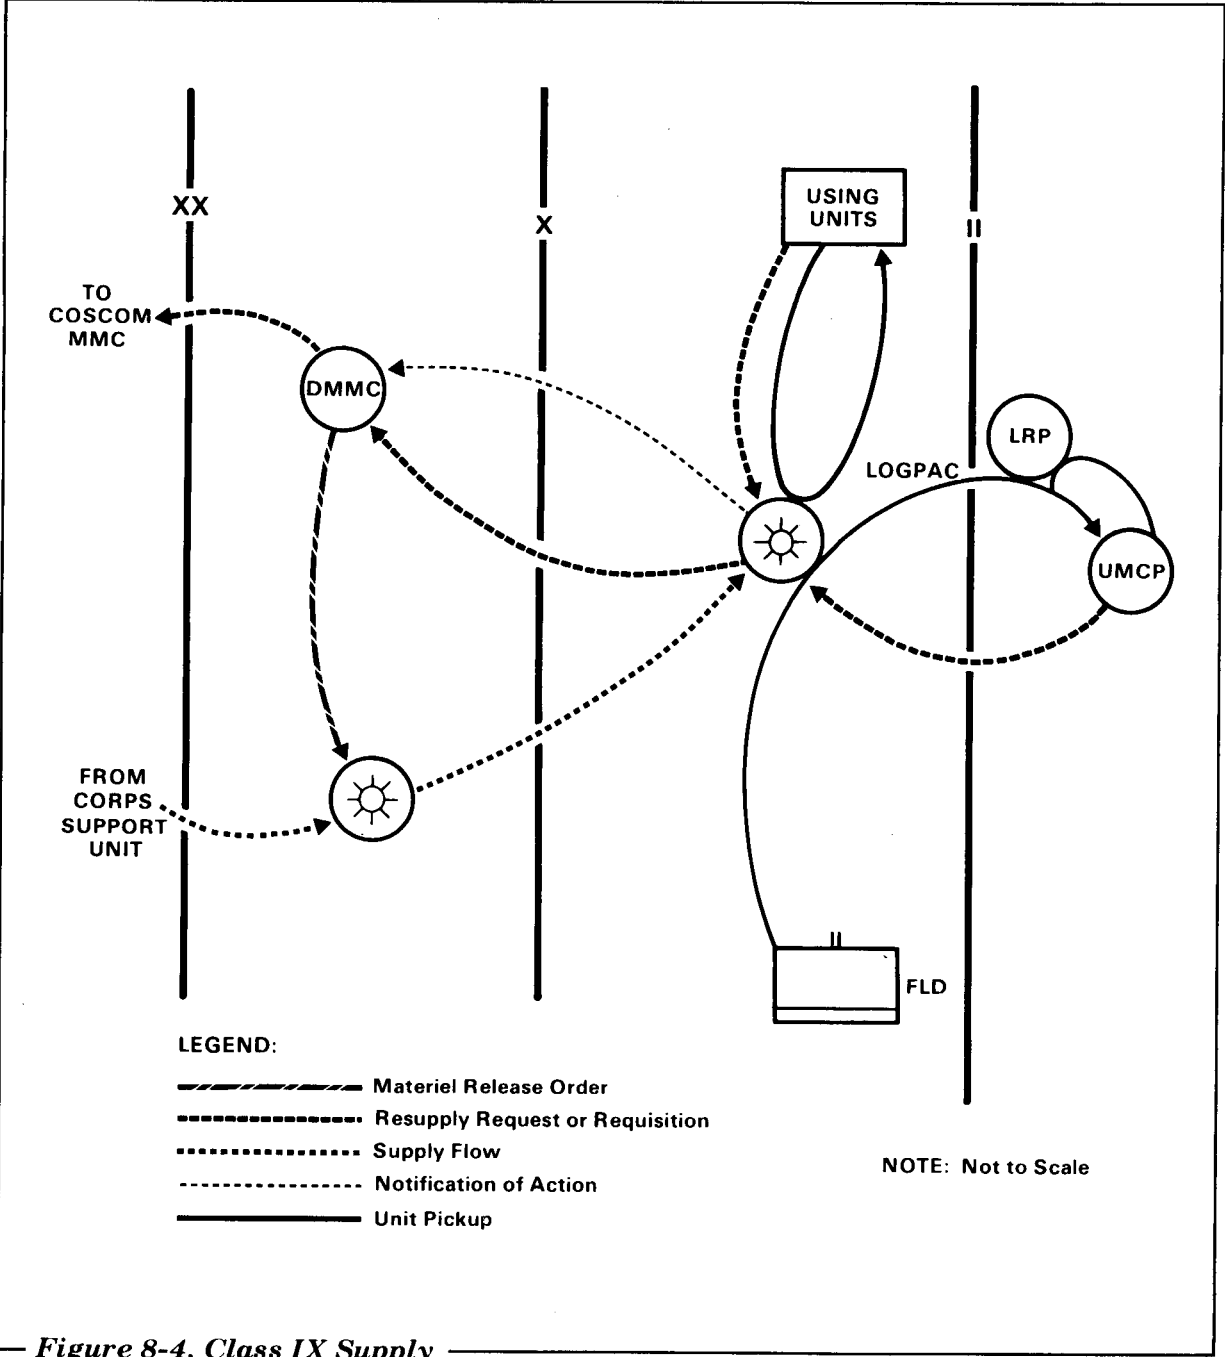 XX
X
USING
UNITS
II
TO
COSCOM
MMC
DMMC
LRP
LOGPAC
UMCP
FROM
CORPS
SUPPORT
UNIT
II
FLD
LEGEND:
Materiel Release Order
Resupply Request or Requisition
Supply Flow
Notification of Action
Unit Pickup
NOTE: Not to Scale
Figure 8-4. Class IX Supply